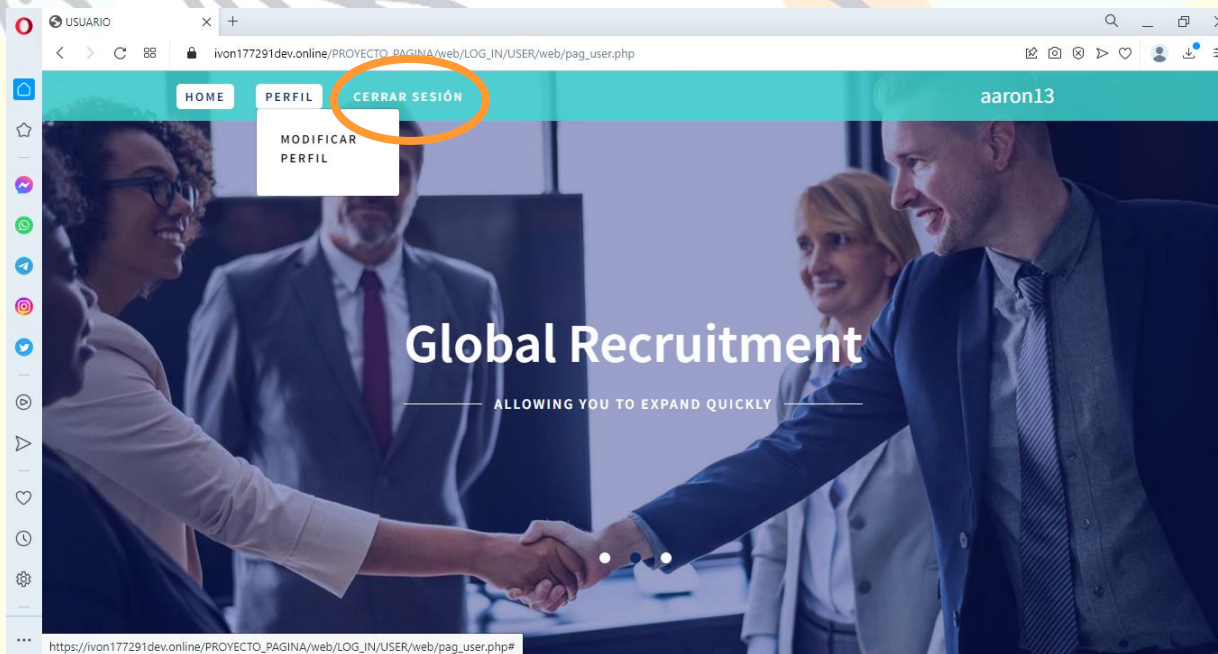 USUARIO
ivon177291dev.online/PROYECTO_PAGINA/web/LOG_IN/USER/web/pag_user.php
HOME PERFIL CERRAR SESIÓN aaron13
MODIFICAR
PERFIL
Global Recruitment
ALLOWING YOU TO EXPAND QUICKLY
https://ivon177291dev.online/PROYECTO_PAGINA/web/LOG_IN/USER/web/pag_user.php#